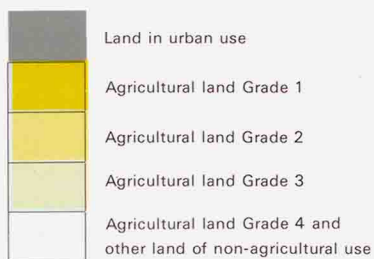 Land in urban use
Agricultural land Grade 1
Agricultural land Grade 2
Agricultural land Grade 3
Agricultural land Grade 4 and
other land of non-agricultural use